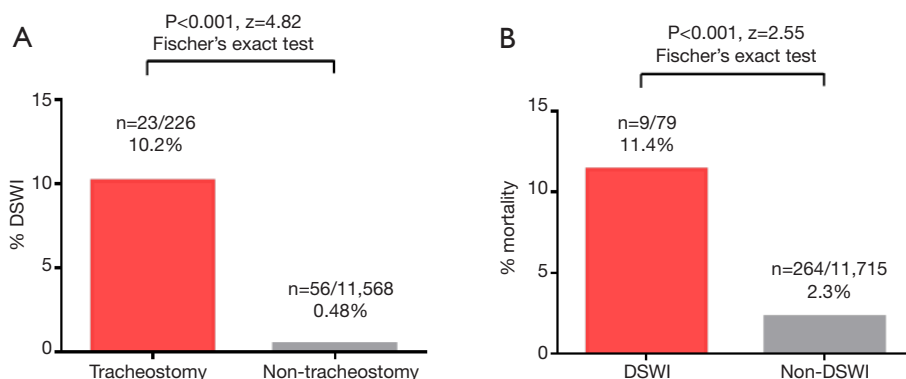 A
P<0.001, z=4.82
Fischer's exact test
15
10
5
0
% DSWI
n=23/226
10.2%
n=56/11,568
0.48%
Tracheostomy
Non-tracheostomy
B
P<0.001, z=2.55
Fischer's exact test
15
10
5
0
% mortality
n=9/79
11.4%
n=264/11,715
2.3%
DSWI
Non-DSWI